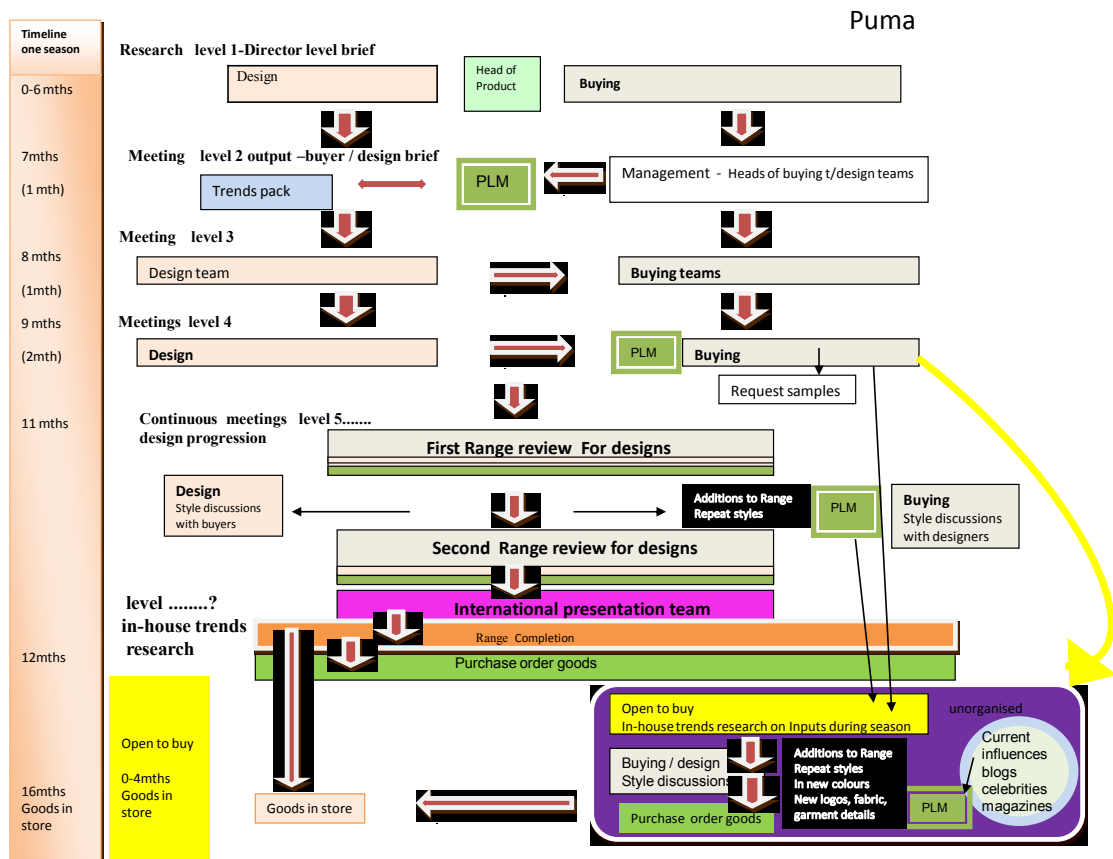 Puma
Timeline
one season
Research level 1-Director level brief
0-6 mths
Design
Head of
Product
Buying
7mths
(1 mth)
Meeting level 2 output –buyer / design brief
Trends pack
PLM
Management - Heads of buying t/design teams
Meeting level 3
8 mths
(1mth)
Design team
Buying teams
9 mths
(2mth)
Meetings level 4
Design
PLM
Buying
Request samples
11 mths
Continuous meetings level 5.......
design progression
First Range review For designs
Design
Style discussions
with buyers
Additions to Range
Repeat styles
PLM
Buying
Style discussions
with designers
Second Range review for designs
level ........?
in-house trends
research
International presentation team
Range Completion
12mths
Purchase order goods
Open to buy
0-4mths
Goods in
store
16mths
Goods in
store
Goods in store
Open to buy
In-house trends research on Inputs during season
unorganised
Buying / design
Style discussions
Additions to Range
Repeat styles
In new colours
New logos, fabric,
garment details
PLM
Current
influences
blogs
celebrities
magazines
Purchase order goods